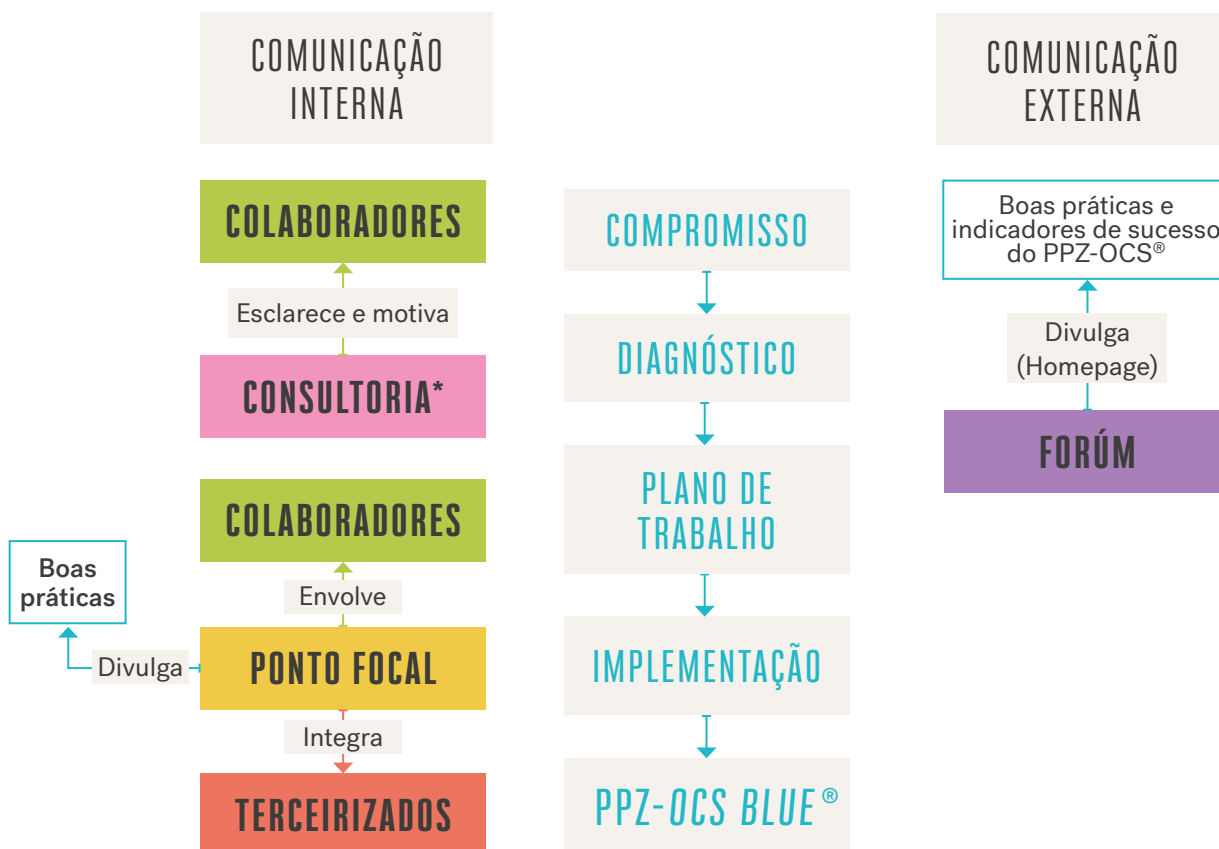 COMUNICAÇÃO
INTERNA
COLABORADORES
Esclarece e motiva
CONSULTORIA*
COLABORADORES
Envolve
Boas
práticas
Divulga
PONTO FOCAL
Integra
TERCEIRIZADOS
COMPROMISSO
DIAGNÓSTICO
PLANO DE
TRABALHO
IMPLEMENTAÇÃO
PPZ-OCS BLUE®
COMUNICAÇÃO
EXTERNA
Boas práticas e
indicadores de sucesso
do PPZ-OCS®
Divulga
(Homepage)
FORÚM